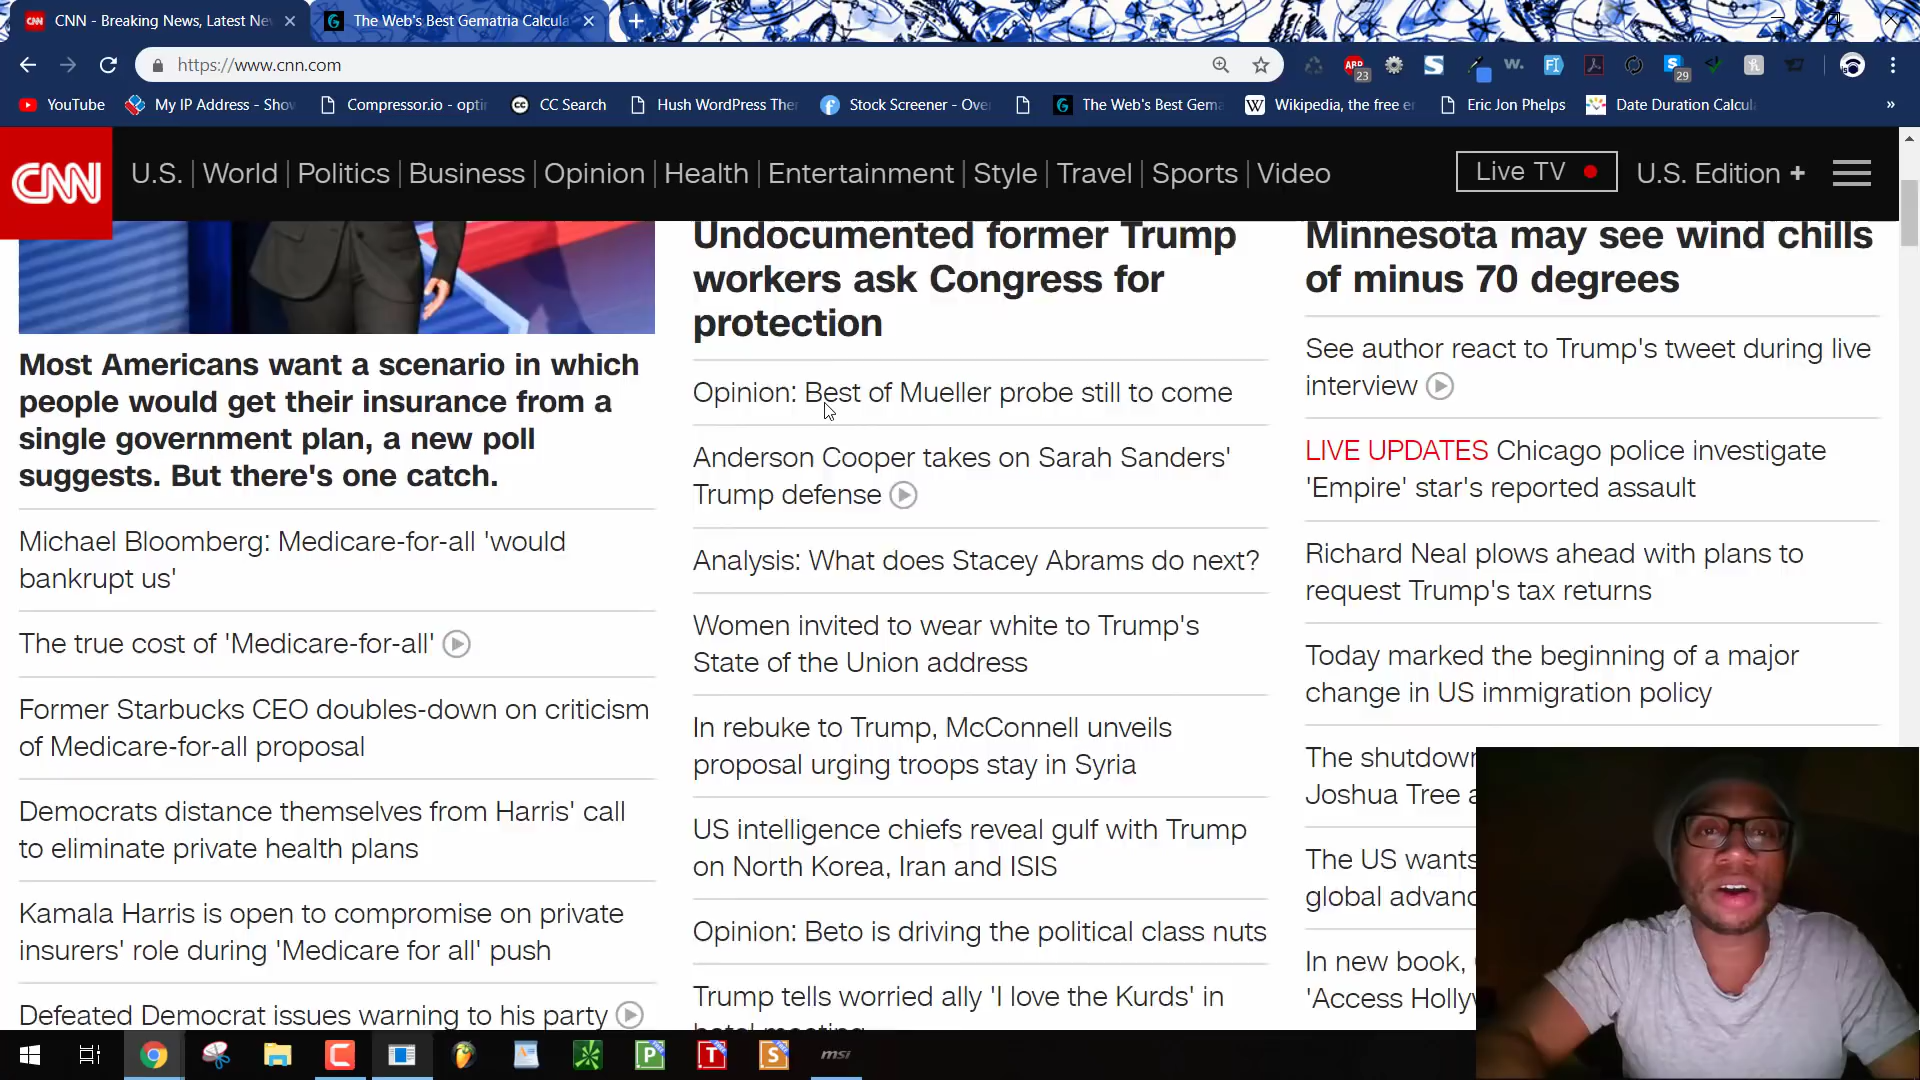 CNN - Breaking News, Latest Ne
The Web's Best Gematria Calcula
https://www.cnn.com
23
29
YouTube
My IP Address - Sho
Compressor.io - opti
CC Search
Hush WordPress The
Stock Screener - Ove
The Web's Best Gema
Wikipedia, the free e
Eric Jon Phelps
Date Duration Calcu
»
CNN
U.S.
World
Politics
Business
Opinion
Health
Entertainment
Style
Travel
Sports
Video
Live TV
U.S. Edition +
Most Americans want a scenario in which
people would get their insurance from a
single government plan, a new poll
suggests. But there's one catch.
Michael Bloomberg: Medicare-for-all 'would
bankrupt us'
The true cost of 'Medicare-for-all'
Former Starbucks CEO doubles-down on criticism
of Medicare-for-all proposal
Democrats distance themselves from Harris' call
to eliminate private health plans
Kamala Harris is open to compromise on private
insurers' role during 'Medicare for all' push
Defeated Democrat issues warning to his party
Undocumented former Trump
workers ask Congress for
protection
Opinion: Best of Mueller probe still to come
Anderson Cooper takes on Sarah Sanders'
Trump defense
Analysis: What does Stacey Abrams do next?
Women invited to wear white to Trump's
State of the Union address
In rebuke to Trump, McConnell unveils
proposal urging troops stay in Syria
US intelligence chiefs reveal gulf with Trump
on North Korea, Iran and ISIS
Opinion: Beto is driving the political class nuts
Trump tells worried ally 'I love the Kurds' in
hotel meeting
Minnesota may see wind chills
of minus 70 degrees
See author react to Trump's tweet during live
interview
LIVE UPDATES Chicago police investigate
'Empire' star's reported assault
Richard Neal plows ahead with plans to
request Trump's tax returns
Today marked the beginning of a major
change in US immigration policy
The shutdown
Joshua Tree
The US wants
global
In new book,
'Access
msi